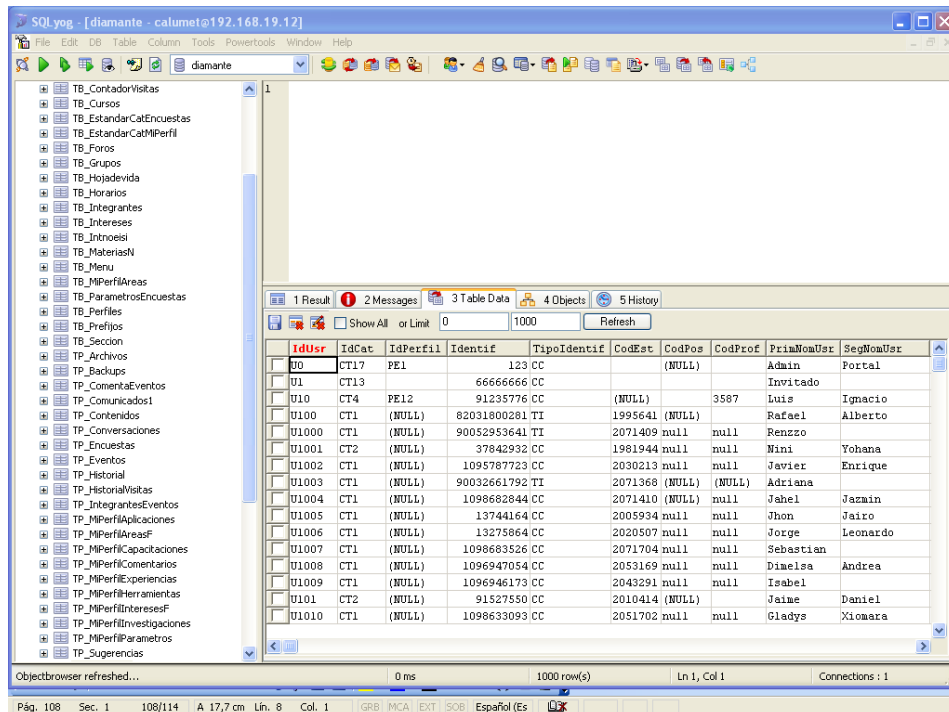 SQLyog - [diamante - calumet@192.168.19.12]
File Edit DB Table Column Tools Powertools Window Help
diamante
TB_ContadorVisitas
TB_Cursos
TB_EstandarCatEncuestas
TB_EstandarCatMiPerfil
TB_Foros
TB_Grupos
TB_Hojadevida
TB_Horarios
TB_Integrantes
TB_Intereses
TB_Intnoeisi
TB_MateriasN
TB_Menu
TB_MiPerfilAreas
TB_ParametrosEncuestas
TB_Perfiles
TB_Prefijos
TB_Seccion
TP_Archivos
TP_Backups
TP_ComentaEventos
TP_Comunicados1
TP_Contenidos
TP_Conversaciones
TP_Encuestas
TP_Eventos
TP_Historial
TP_HistorialVisitas
TP_IntegrantesEventos
TP_MiPerfilAplicaciones
TP_MiPerfilAreasF
TP_MiPerfilCapacitaciones
TP_MiPerfilComentarios
TP_MiPerfilExperiencias
TP_MiPerfilHerramientas
TP_MiPerfilInteresesF
TP_MiPerfilInvestigaciones
TP_MiPerfilParametros
TP_Sugerencias
1
1 Result 2 Messages 3 Table Data 4 Objects 5 History
Show All or Limit 0 1000 Refresh
IdUsr IdCat IdPerfil Identif TipoIdentif CodEst CodPos CodProf PrimNomUsr SegNomUsr
U0 CT17 PE1 123 CC (NULL) Admin Portal
U1 CT13 66666666 CC Invitado
U10 CT4 PE12 91235776 CC (NULL) 3587 Luis Ignacio
U100 CT1 (NULL) 82031800281 TI 1995641 (NULL) Rafael Alberto
U1000 CT1 (NULL) 90052953641 TI 2071409 null null Renzzo
U1001 CT2 (NULL) 37842932 CC 1981944 null null Nini Yohana
U1002 CT1 (NULL) 1095787723 CC 2030213 null null Javier Enrique
U1003 CT1 (NULL) 90032661792 TI 2071368 (NULL) (NULL) Adriana
U1004 CT1 (NULL) 1098682844 CC 2071410 (NULL) null Jahel Jazmin
U1005 CT1 (NULL) 13744164 CC 2005934 null null Jhon Jairo
U1006 CT1 (NULL) 13275864 CC 2020507 null null Jorge Leonardo
U1007 CT1 (NULL) 1098683526 CC 2071704 null null Sebastian
U1008 CT1 (NULL) 1096947054 CC 2053169 null null Dimelsa Andrea
U1009 CT1 (NULL) 1096946173 CC 2043291 null null Isabel
U101 CT2 (NULL) 91527550 CC 2010414 (NULL) Jaime Daniel
U1010 CT1 (NULL) 1098633093 CC 2051702 null null Gladys Xiomara
Objectbrowser refreshed... 0 ms 1000 row(s) Ln 1, Col 1 Connections : 1
Pág. 108 Sec. 1 108/114 A 17,7 cm Lín. 8 Col. 1 GRB MCA EXT SOB Español (Es